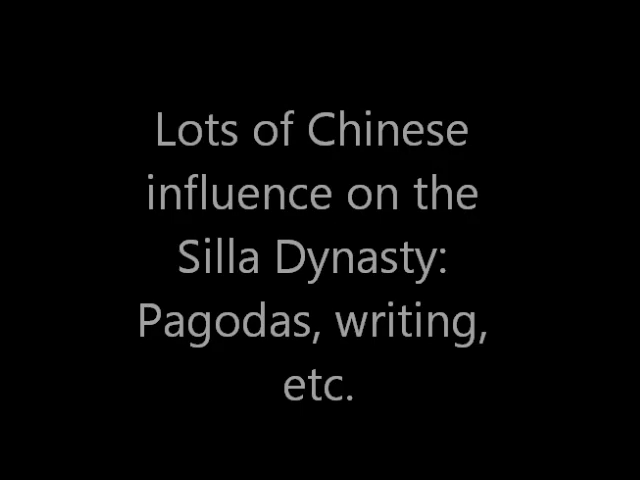 Lots of Chinese
influence on the
Silla Dynasty:
Pagodas, writing,
etc.